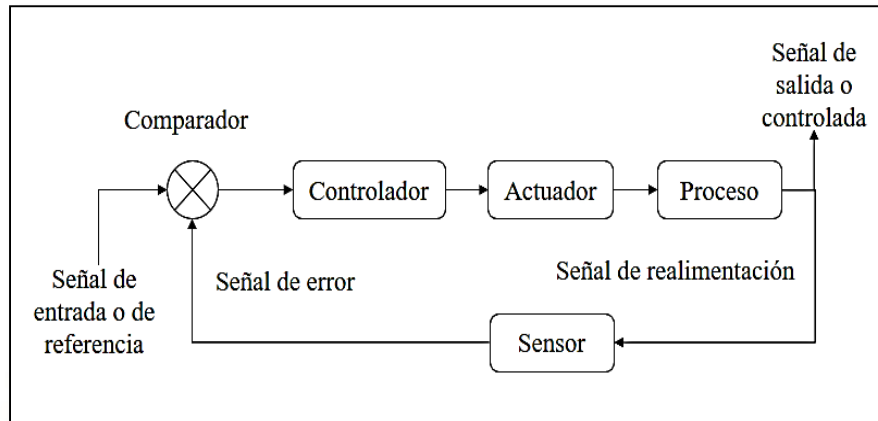 Señal de
salida o
controlada
Comparador
Controlador
Actuador
Proceso
Señal de
entrada o de
referencia
Señal de error
Señal de realimentación
Sensor